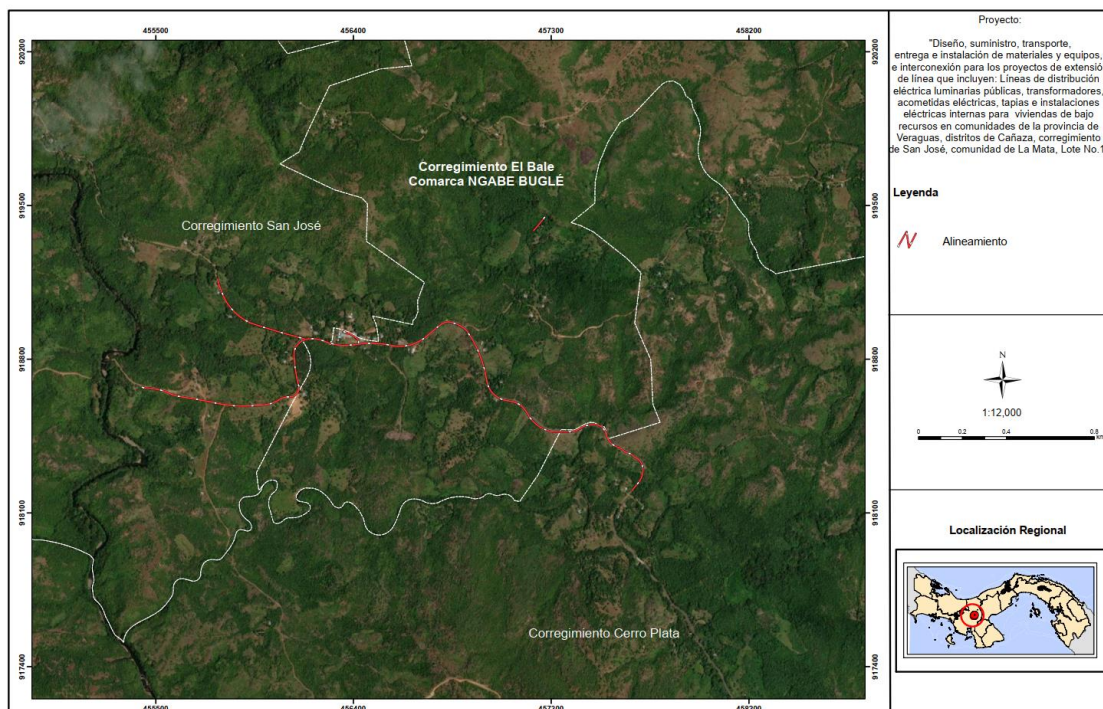 455500 456400 457300 458200
920200
919500
918800
918100
917400
920200
919500
918800
918100
917400
455500 456400 457300 458200
Corregimiento El Bale
Comarca NGABE BUGLÉ
Corregimiento San José
Corregimiento Cerro Plata
Proyecto:
"Diseño, suministro, transporte,
entrega e instalación de materiales y equipos,
e interconexión para los proyectos de extensió
de línea que incluyen: Líneas de distribución
eléctrica luminarias públicas, transformadores,
acometidas eléctricas, tapias e instalaciones
eléctricas internas para viviendas de bajo
recursos en comunidades de la provincia de
Veraguas, distritos de Cañaza, corregimiento
de San José, comunidad de La Mata, Lote No.1
Leyenda
Alineamiento
N
1:12,000
0 0.2 0.4 0.8
km
Localización Regional